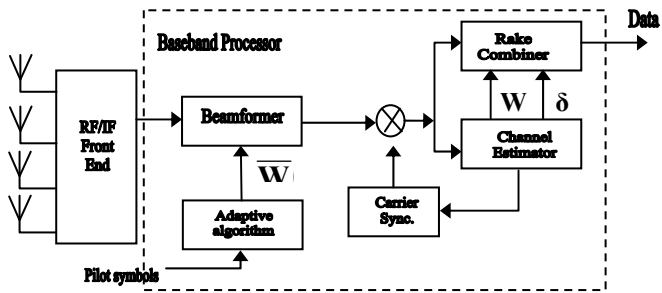 Data
Baseband Processor
Rake
Combiner
RF/IF
Front
End
Beamformer
W δ
Channel
Estimator
W
Carrier
Sync.
Adaptive
algorithm
Pilot symbols